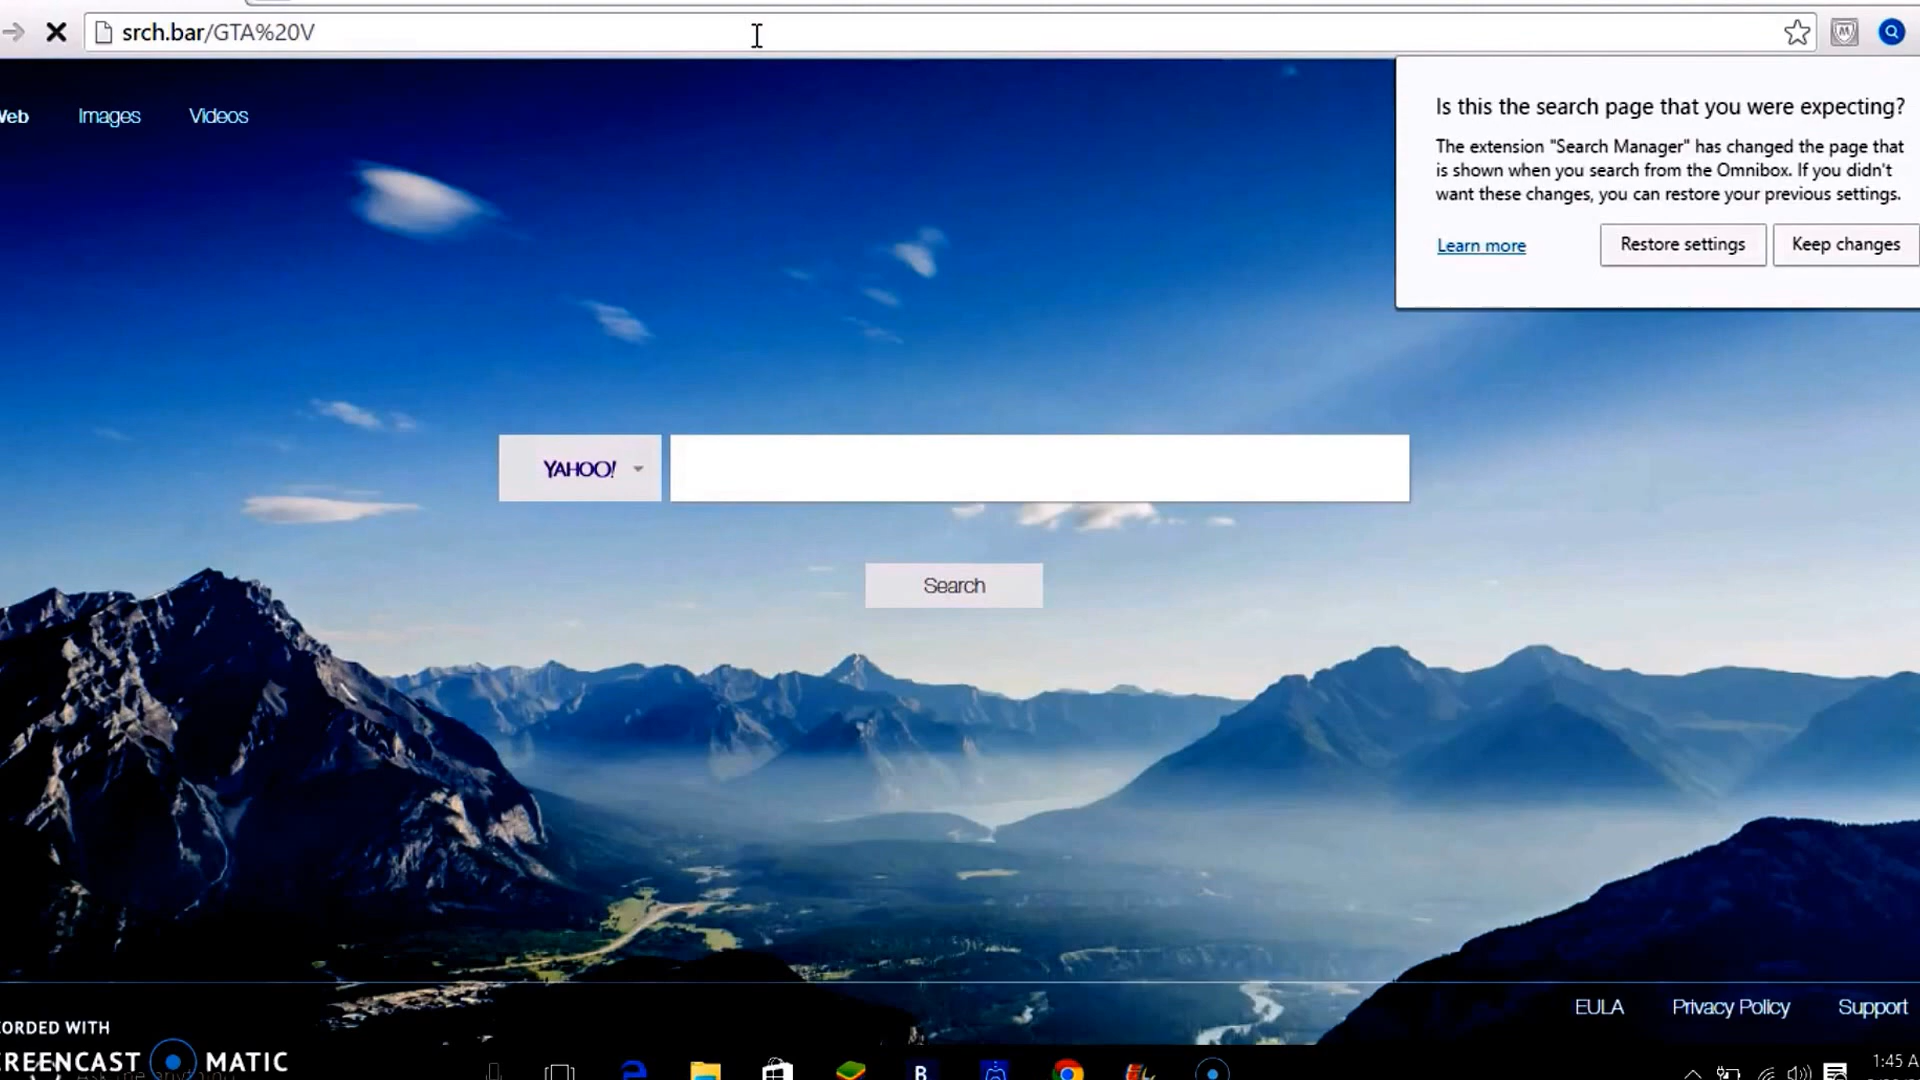 srch.bar/GTA%20V
Web Images Videos
Is this the search page that you were expecting?
The extension "Search Manager" has changed the page that
is shown when you search from the Omnibox. If you didn't
want these changes, you can restore your previous settings.
Learn more Restore settings Keep changes
YAHOO!
Search
EULA Privacy Policy Support
ORDED WITH
REENCAST MATIC
Ask me anything
1:45 A